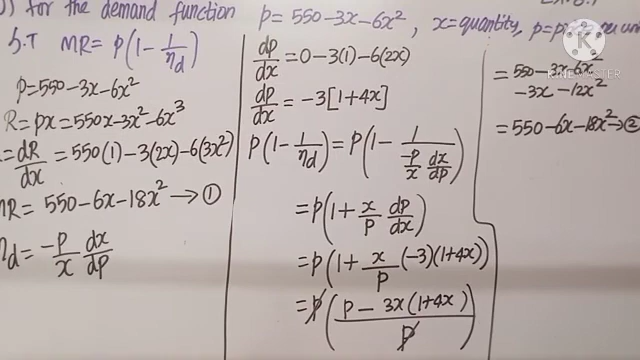 for the demand function p = 550-3x-6x², x=quantity,
S.T MR= p(1 - 1/ηd)
p=550-3x-6x²
R=px=550x-3x²-6x³
= dR/dx = 550(1)-3(2x)-6(3x²)
MR= 550-6x-18x² → ①
ηd = -p/x dx/dp
dp/dx = 0-3(1)-6(2x)
dp/dx = -3[1+4x]
p(1 - 1/ηd) = p(1 - 1/(-p/x dx/dp))
= p(1 + x/p dp/dx)
= p(1 + x/p (-3)(1+4x))
= p((p - 3x(1+4x))/p)
= 550-3x-6x²
-3x-12x²
= 550-6x-18x² → ②
KINEMASTER